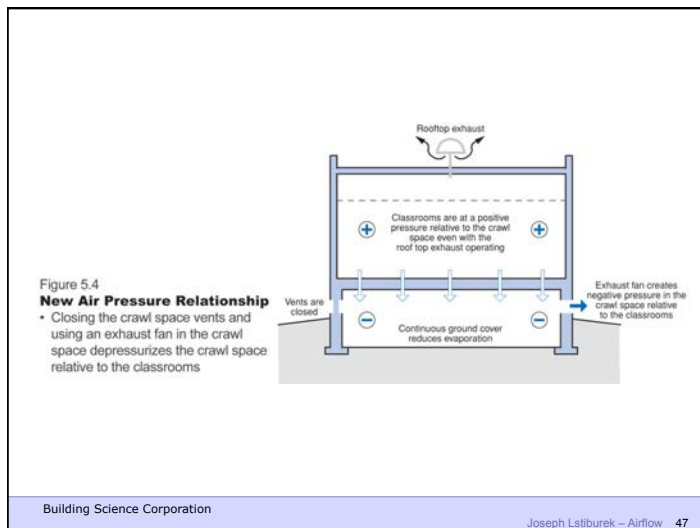 Rooftop exhaust
Classrooms are at a positive
pressure relative to the crawl
space even with the
roof top exhaust operating
Figure 5.4
New Air Pressure Relationship
• Closing the crawl space vents and
using an exhaust fan in the crawl
space depressurizes the crawl space
relative to the classrooms
Vents are
closed
Continuous ground cover
reduces evaporation
Exhaust fan creates
negative pressure in the
crawl space relative
to the classrooms
Building Science Corporation
Joseph Lstiburek – Airflow 47